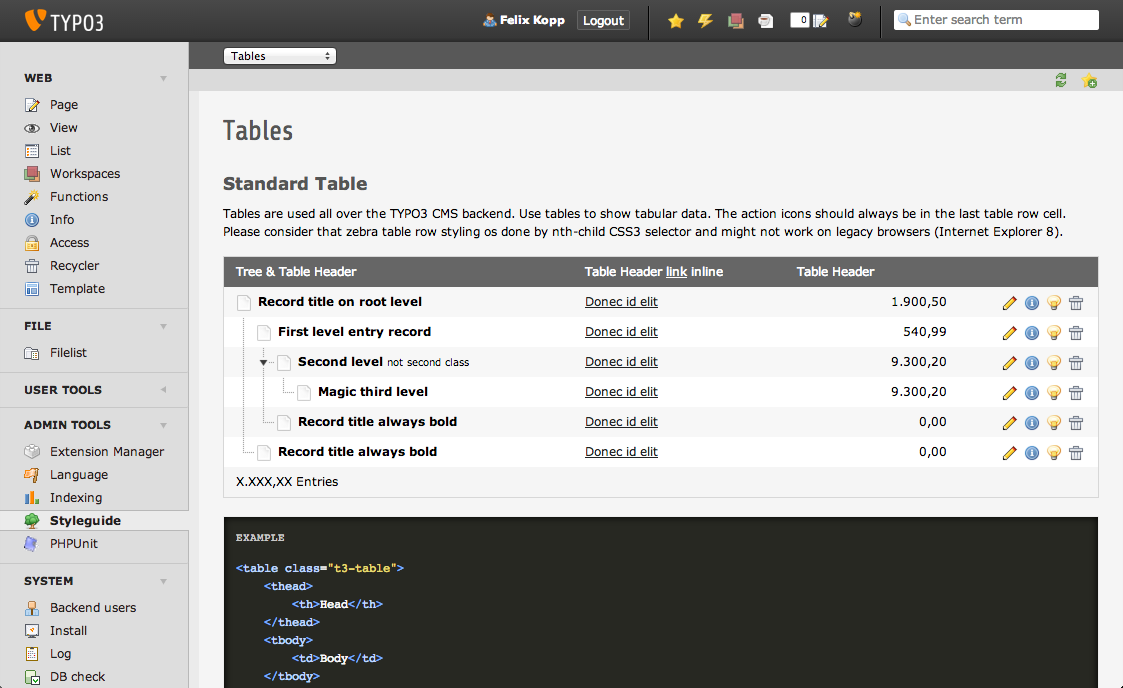 TYPO3
Felix Kopp
Logout
0
Enter search term
Tables
WEB
Page
View
List
Workspaces
Functions
Info
Access
Recycler
Template
FILE
Filelist
USER TOOLS
ADMIN TOOLS
Extension Manager
Language
Indexing
Styleguide
PHPUnit
SYSTEM
Backend users
Install
Log
DB check
Tables
Standard Table
Tables are used all over the TYPO3 CMS backend. Use tables to show tabular data. The action icons should always be in the last table row cell.
Please consider that zebra table row styling os done by nth-child CSS3 selector and might not work on legacy browsers (Internet Explorer 8).
Tree & Table Header Table Header link inline Table Header
Record title on root level Donec id elit 1.900,50
First level entry record Donec id elit 540,99
Second level not second class Donec id elit 9.300,20
Magic third level Donec id elit 9.300,20
Record title always bold Donec id elit 0,00
Record title always bold Donec id elit 0,00
X.XXX,XX Entries
EXAMPLE
<table class="t3-table">
<thead>
<th>Head</th>
</thead>
<tbody>
<td>Body</td>
</tbody>